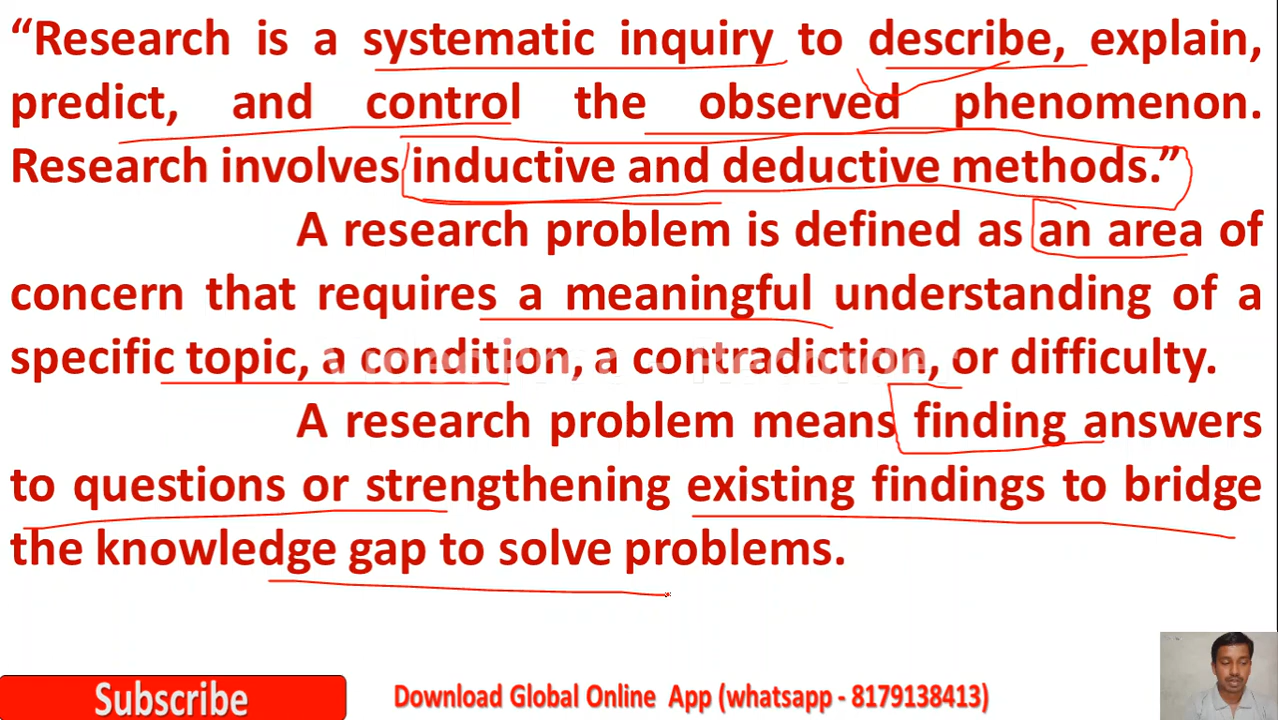 “Research is a systematic inquiry to describe, explain,
predict, and control the observed phenomenon.
Research involves inductive and deductive methods.”
A research problem is defined as an area of
concern that requires a meaningful understanding of a
specific topic, a condition, a contradiction, or difficulty.
A research problem means finding answers
to questions or strengthening existing findings to bridge
the knowledge gap to solve problems.
Subscribe
Download Global Online App (whatsapp - 8179138413)